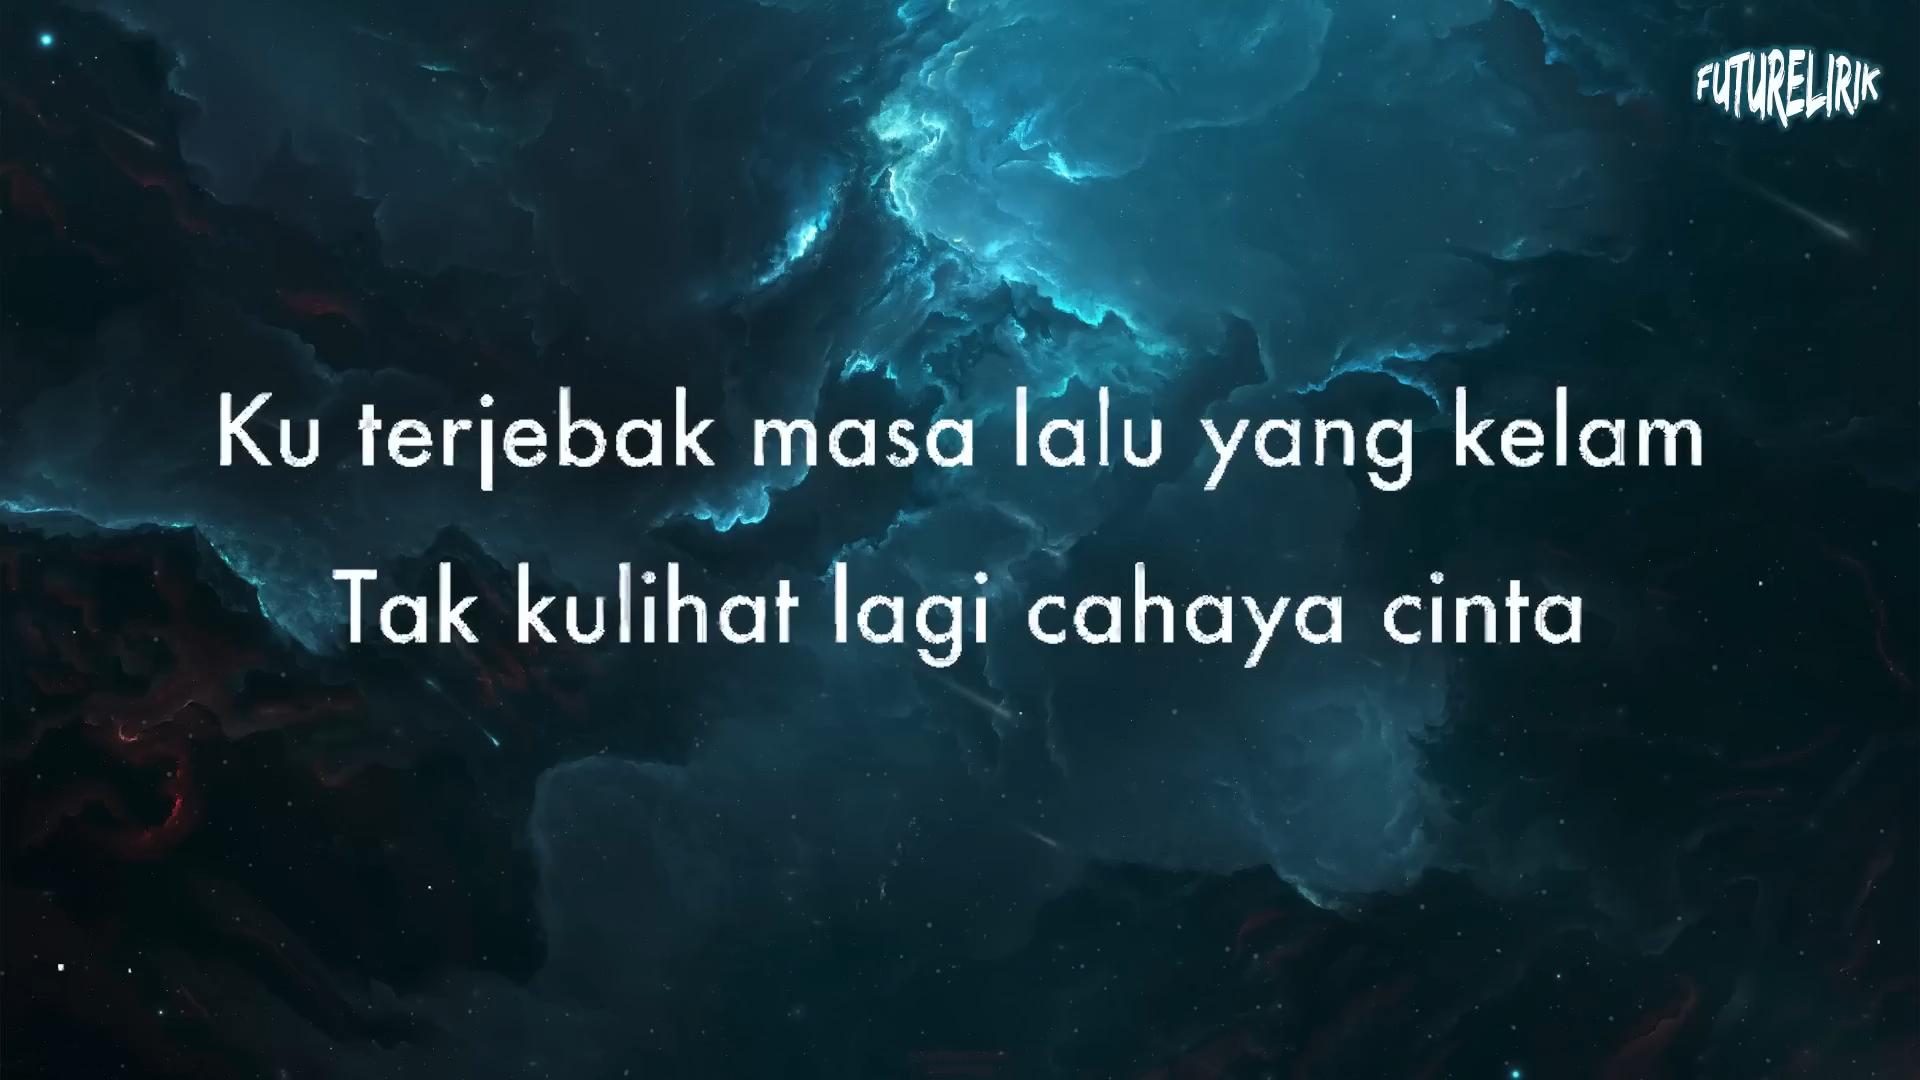 FUTURELIRIK
Ku terjebak masa lalu yang kelam
Tak kulihat lagi cahaya cinta